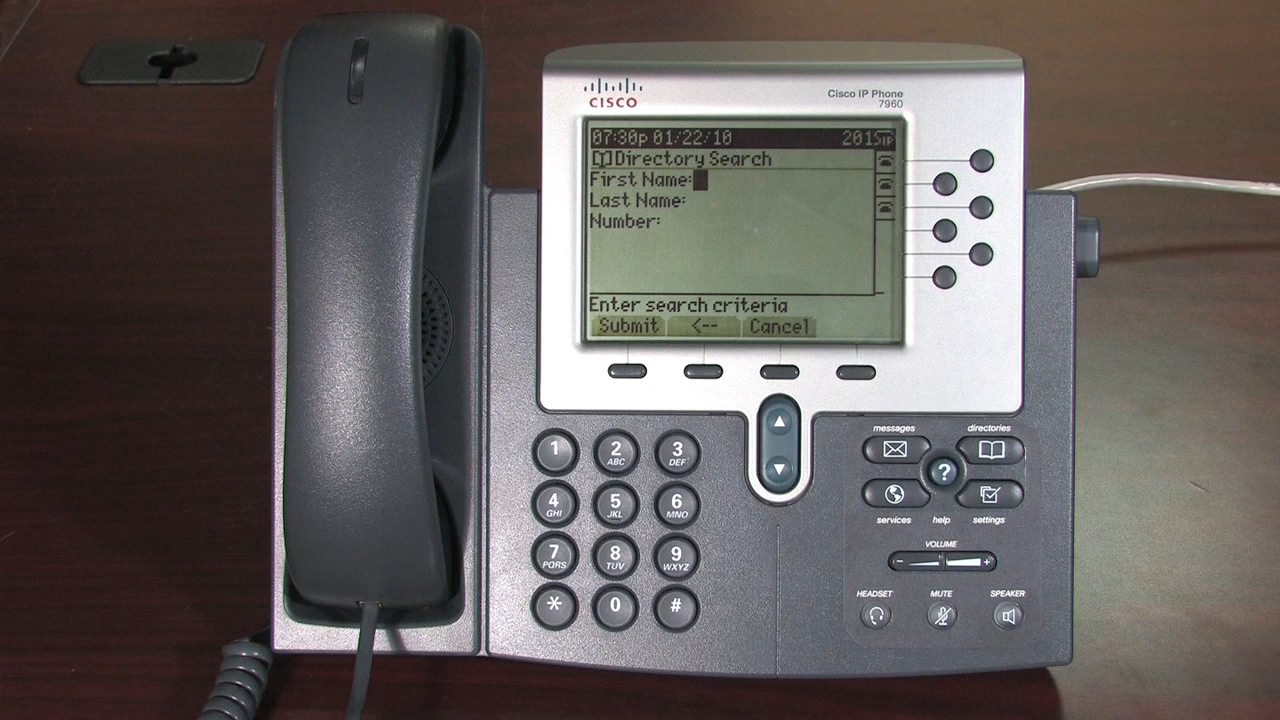 CISCO
Cisco IP Phone
7960
07:30p 01/22/10 2015
Directory Search
First Name:
Last Name:
Number:
Enter search criteria
Submit <-- Cancel
messages directories
?
services help settings
VOLUME
- +
HEADSET MUTE SPEAKER
1 2 ABC 3 DEF
4 GHI 5 JKL 6 MNO
7 PQRS 8 TUV 9 WXYZ
* 0 #